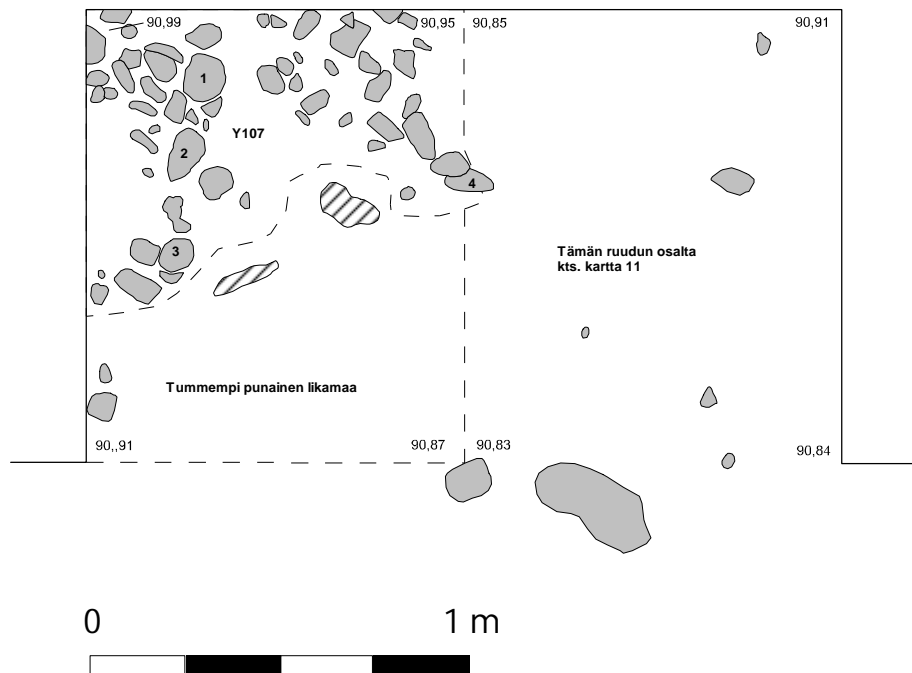 90,99 90,95 90,85 90,91
1
Y107
2
4
3
Tämän ruudun osalta
kts. kartta 11
Tummempi punainen likamaa
90,,91 90,87 90,83 90,84
0 1 m